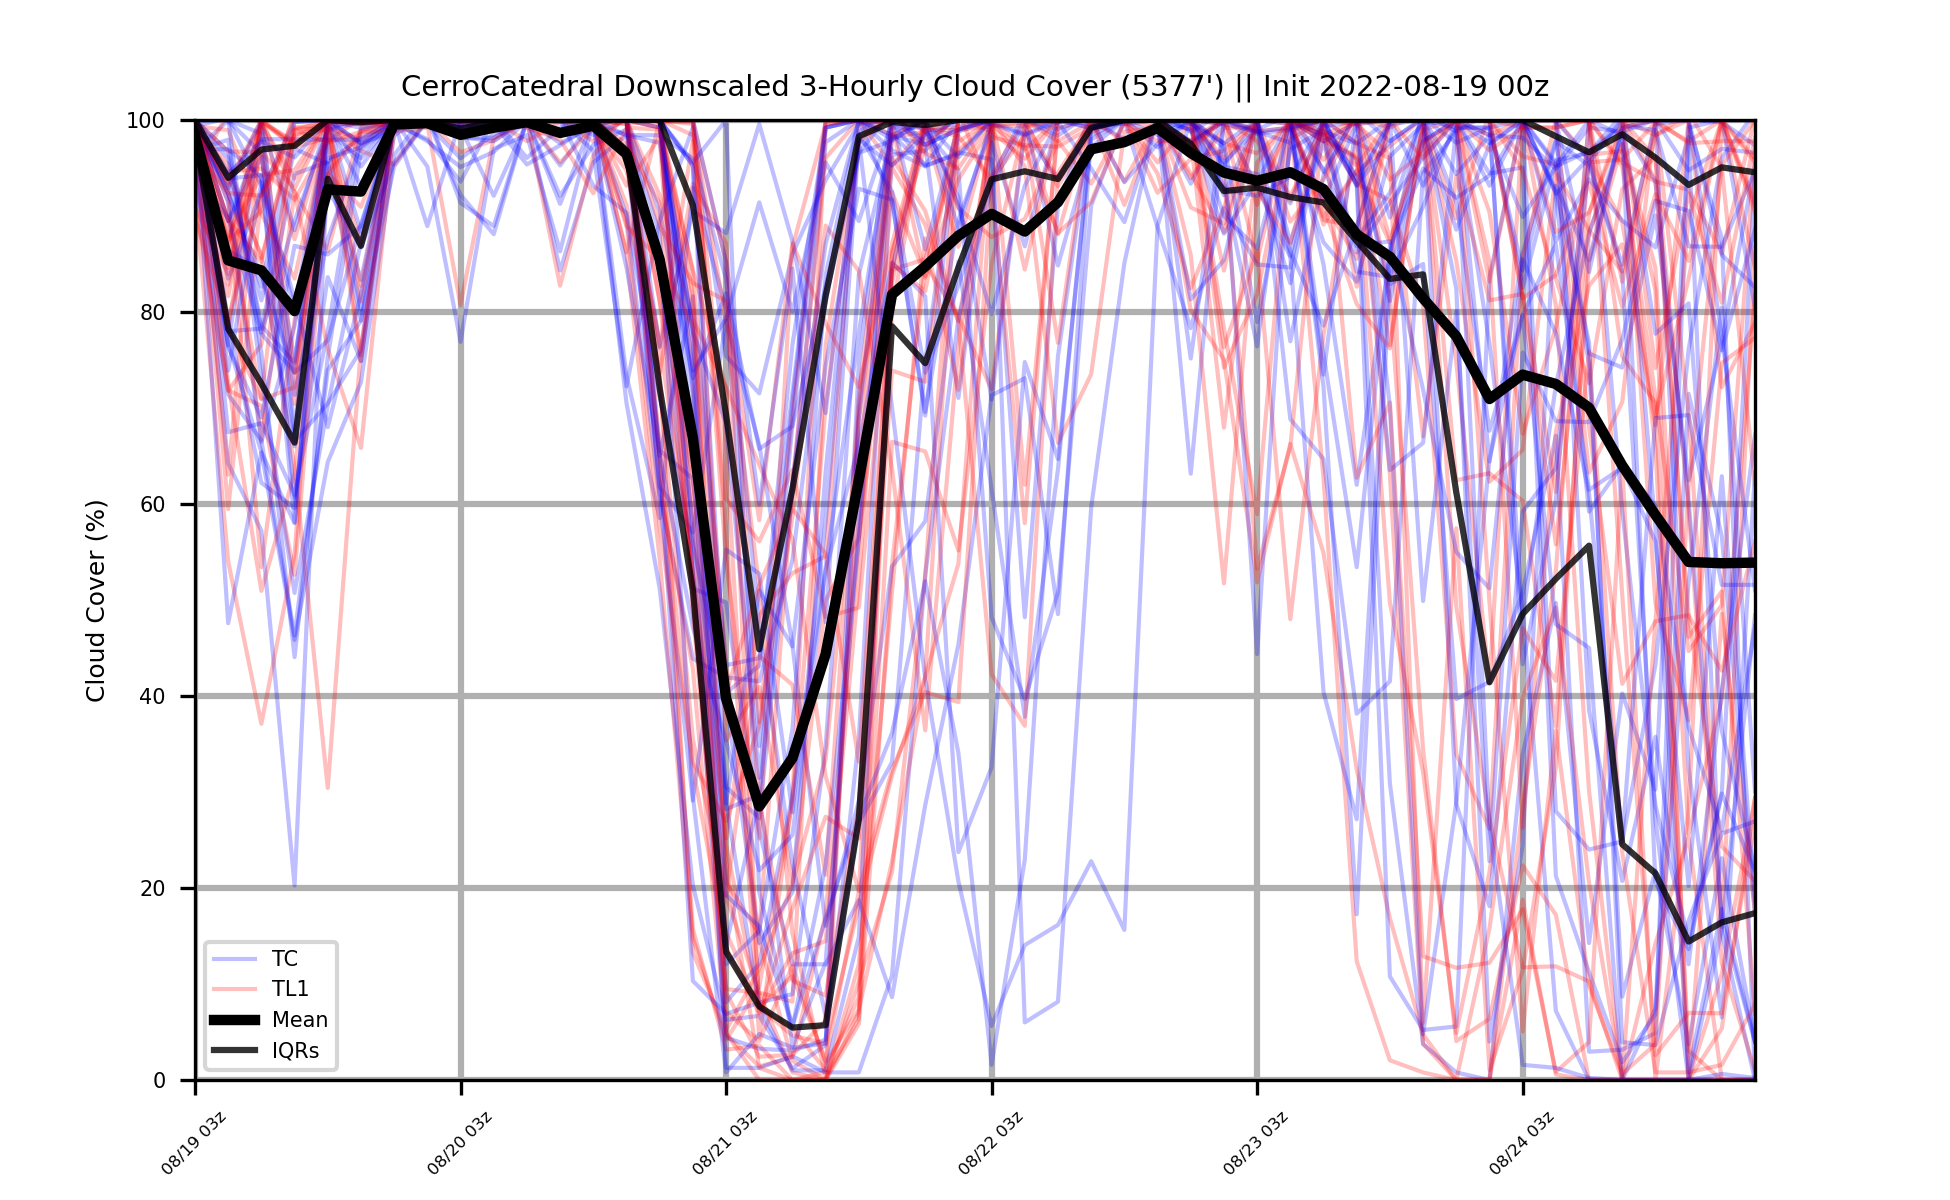 CerroCatedral Downscaled 3-Hourly Cloud Cover (5377') || Init 2022-08-19 00z
Cloud Cover (%)
100
80
60
40
20
0
TC
TL1
Mean
IQRs
08/19 03z
08/20 03z
08/21 03z
08/22 03z
08/23 03z
08/24 03z